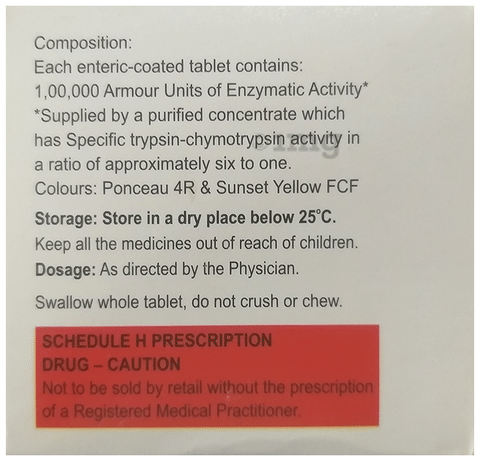 Composition:
Each enteric-coated tablet contains:
1,00,000 Armour Units of Enzymatic Activity*
*Supplied by a purified concentrate which
has Specific trypsin-chymotrypsin activity in
a ratio of approximately six to one.
Colours: Ponceau 4R & Sunset Yellow FCF
Storage: Store in a dry place below 25°C.
Keep all the medicines out of reach of children.
Dosage: As directed by the Physician.
Swallow whole tablet, do not crush or chew.
SCHEDULE H PRESCRIPTION
DRUG – CAUTION
Not to be sold by retail without the prescription
of a Registered Medical Practitioner.